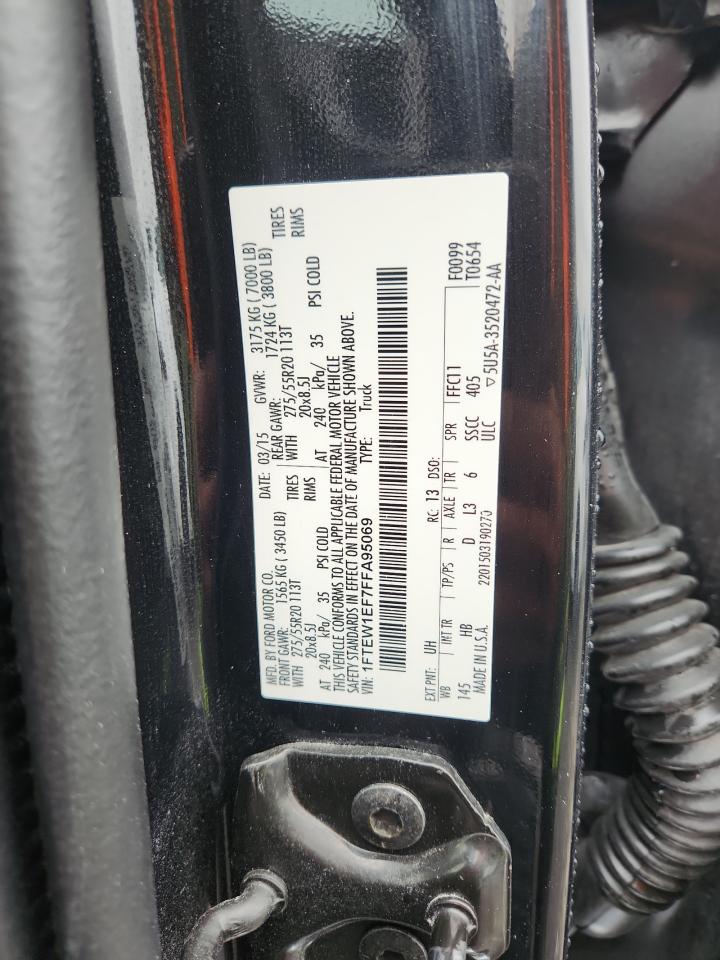 MFD. BY FORD MOTOR CO. DATE: 03/15 GVWR: 3175 KG ( 7000 LB)
FRONT GAWR: 1565 KG ( 3450 LB) REAR GAWR: 1724 KG ( 3800 LB)
WITH 275/55R20 113T TIRES WITH 275/55R20 113T TIRES
20x8.5J RIMS 20x8.5J RIMS
AT 240 kPa/ 35 PSI COLD AT 240 kPa/ 35 PSI COLD
THIS VEHICLE CONFORMS TO ALL APPLICABLE FEDERAL MOTOR VEHICLE
SAFETY STANDARDS IN EFFECT ON THE DATE OF MANUFACTURE SHOWN ABOVE.
VIN: 1FTEW1EF7FFA95069 TYPE: Truck
EXT PNT: UH RC: 13 DSO: F0099
WB INT TR TP/PS R AXLE TR SPR FFC11 T0654
145 HB D L3 6 SSCC 405
MADE IN U.S.A. 2201503190270 ULC ▽5U5A-3520472-AA